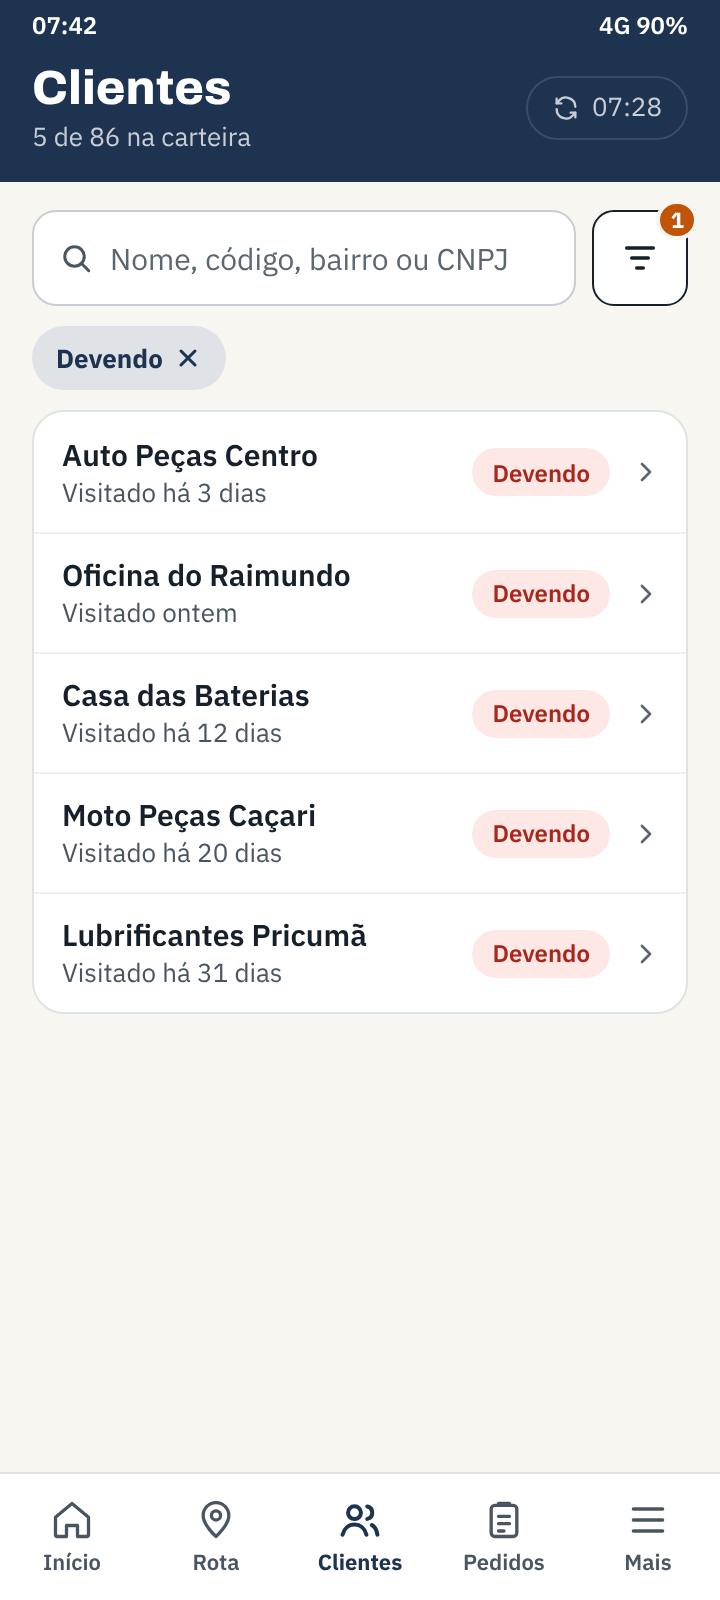 07:42
4G 90%
Clientes
07:28
5 de 86 na carteira
Nome, código, bairro ou CNPJ
1
Devendo
Auto Peças Centro
Visitado há 3 dias
Devendo
Oficina do Raimundo
Visitado ontem
Devendo
Casa das Baterias
Visitado há 12 dias
Devendo
Moto Peças Caçari
Visitado há 20 dias
Devendo
Lubrificantes Pricumã
Visitado há 31 dias
Devendo
Início
Rota
Clientes
Pedidos
Mais